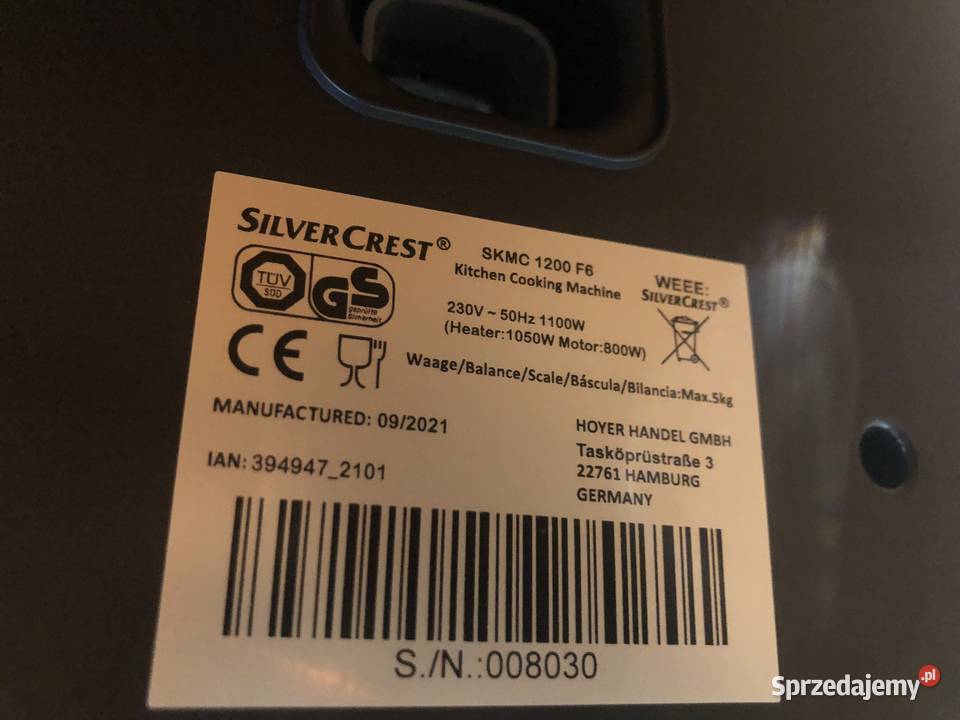 SILVERCREST®
SKMC 1200 F6
Kitchen Cooking Machine
WEEE:
SILVERCREST®
TÜV
SÜD
GS
geprüfte
Sicherheit
230V ~ 50Hz 1100W
(Heater:1050W Motor:800W)
CE
Waage/Balance/Scale/Báscula/Bilancia:Max.5kg
MANUFACTURED: 09/2021
IAN: 394947_2101
HOYER HANDEL GMBH
Tasköprüstraße 3
22761 HAMBURG
GERMANY
S./N.:008030
Sprzedajemy.pl